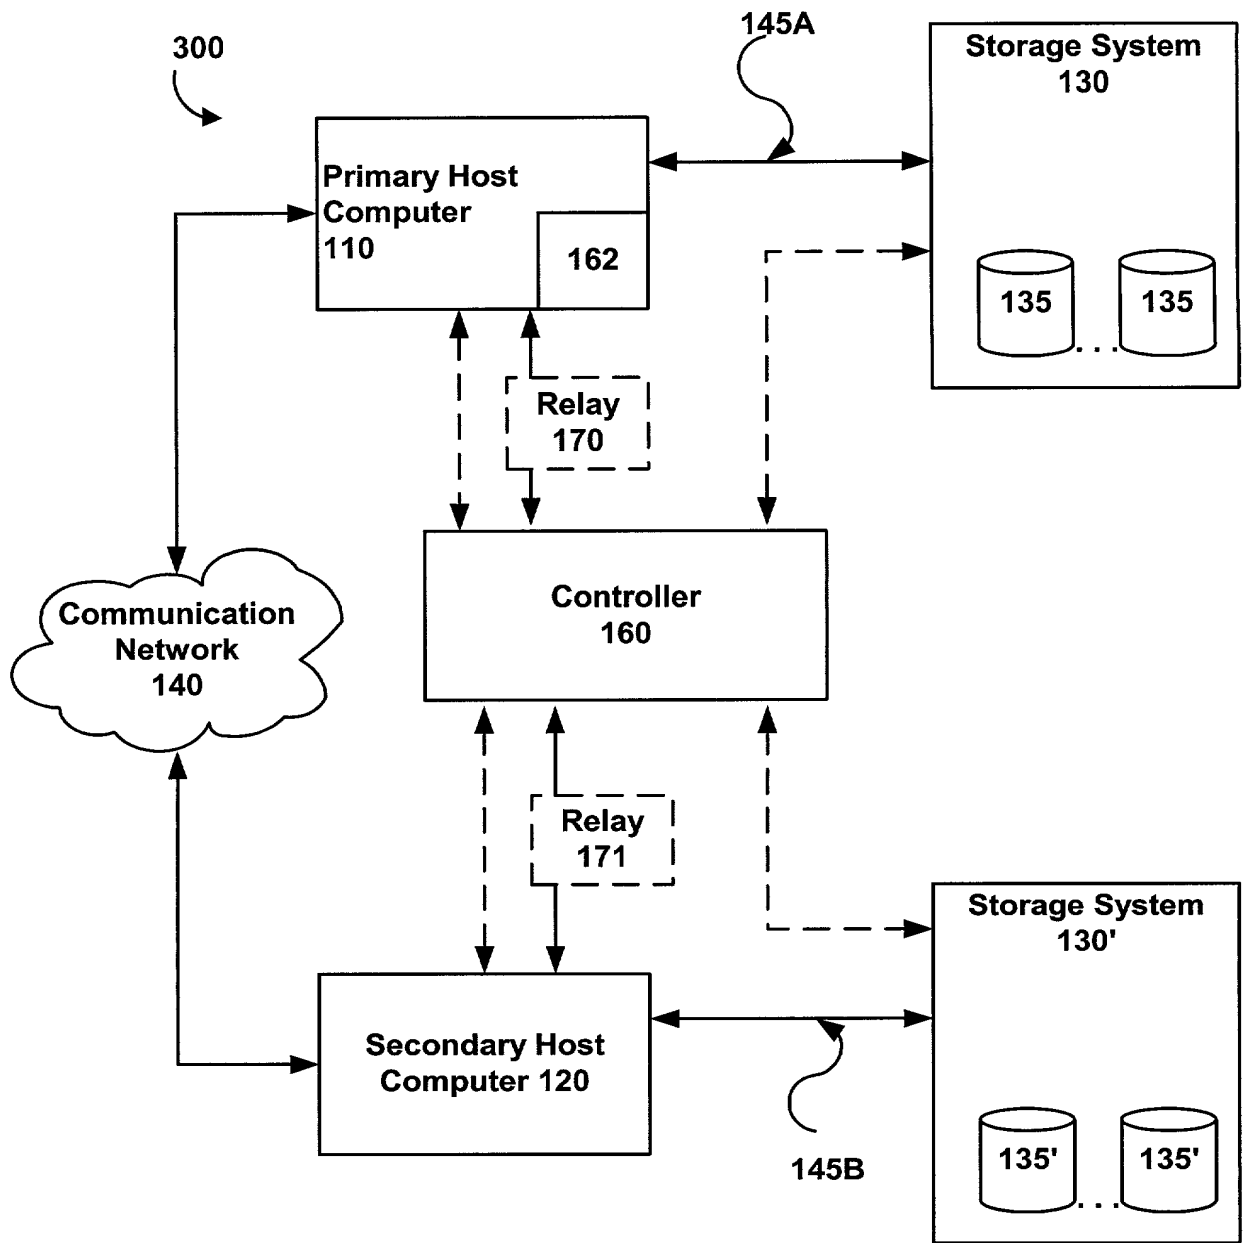 300
145A
Storage System
130
Primary Host
Computer
110
162
135
135
...
Relay
170
Controller
160
Communication
Network
140
Relay
171
Storage System
130'
Secondary Host
Computer 120
145B
135'
135'
...